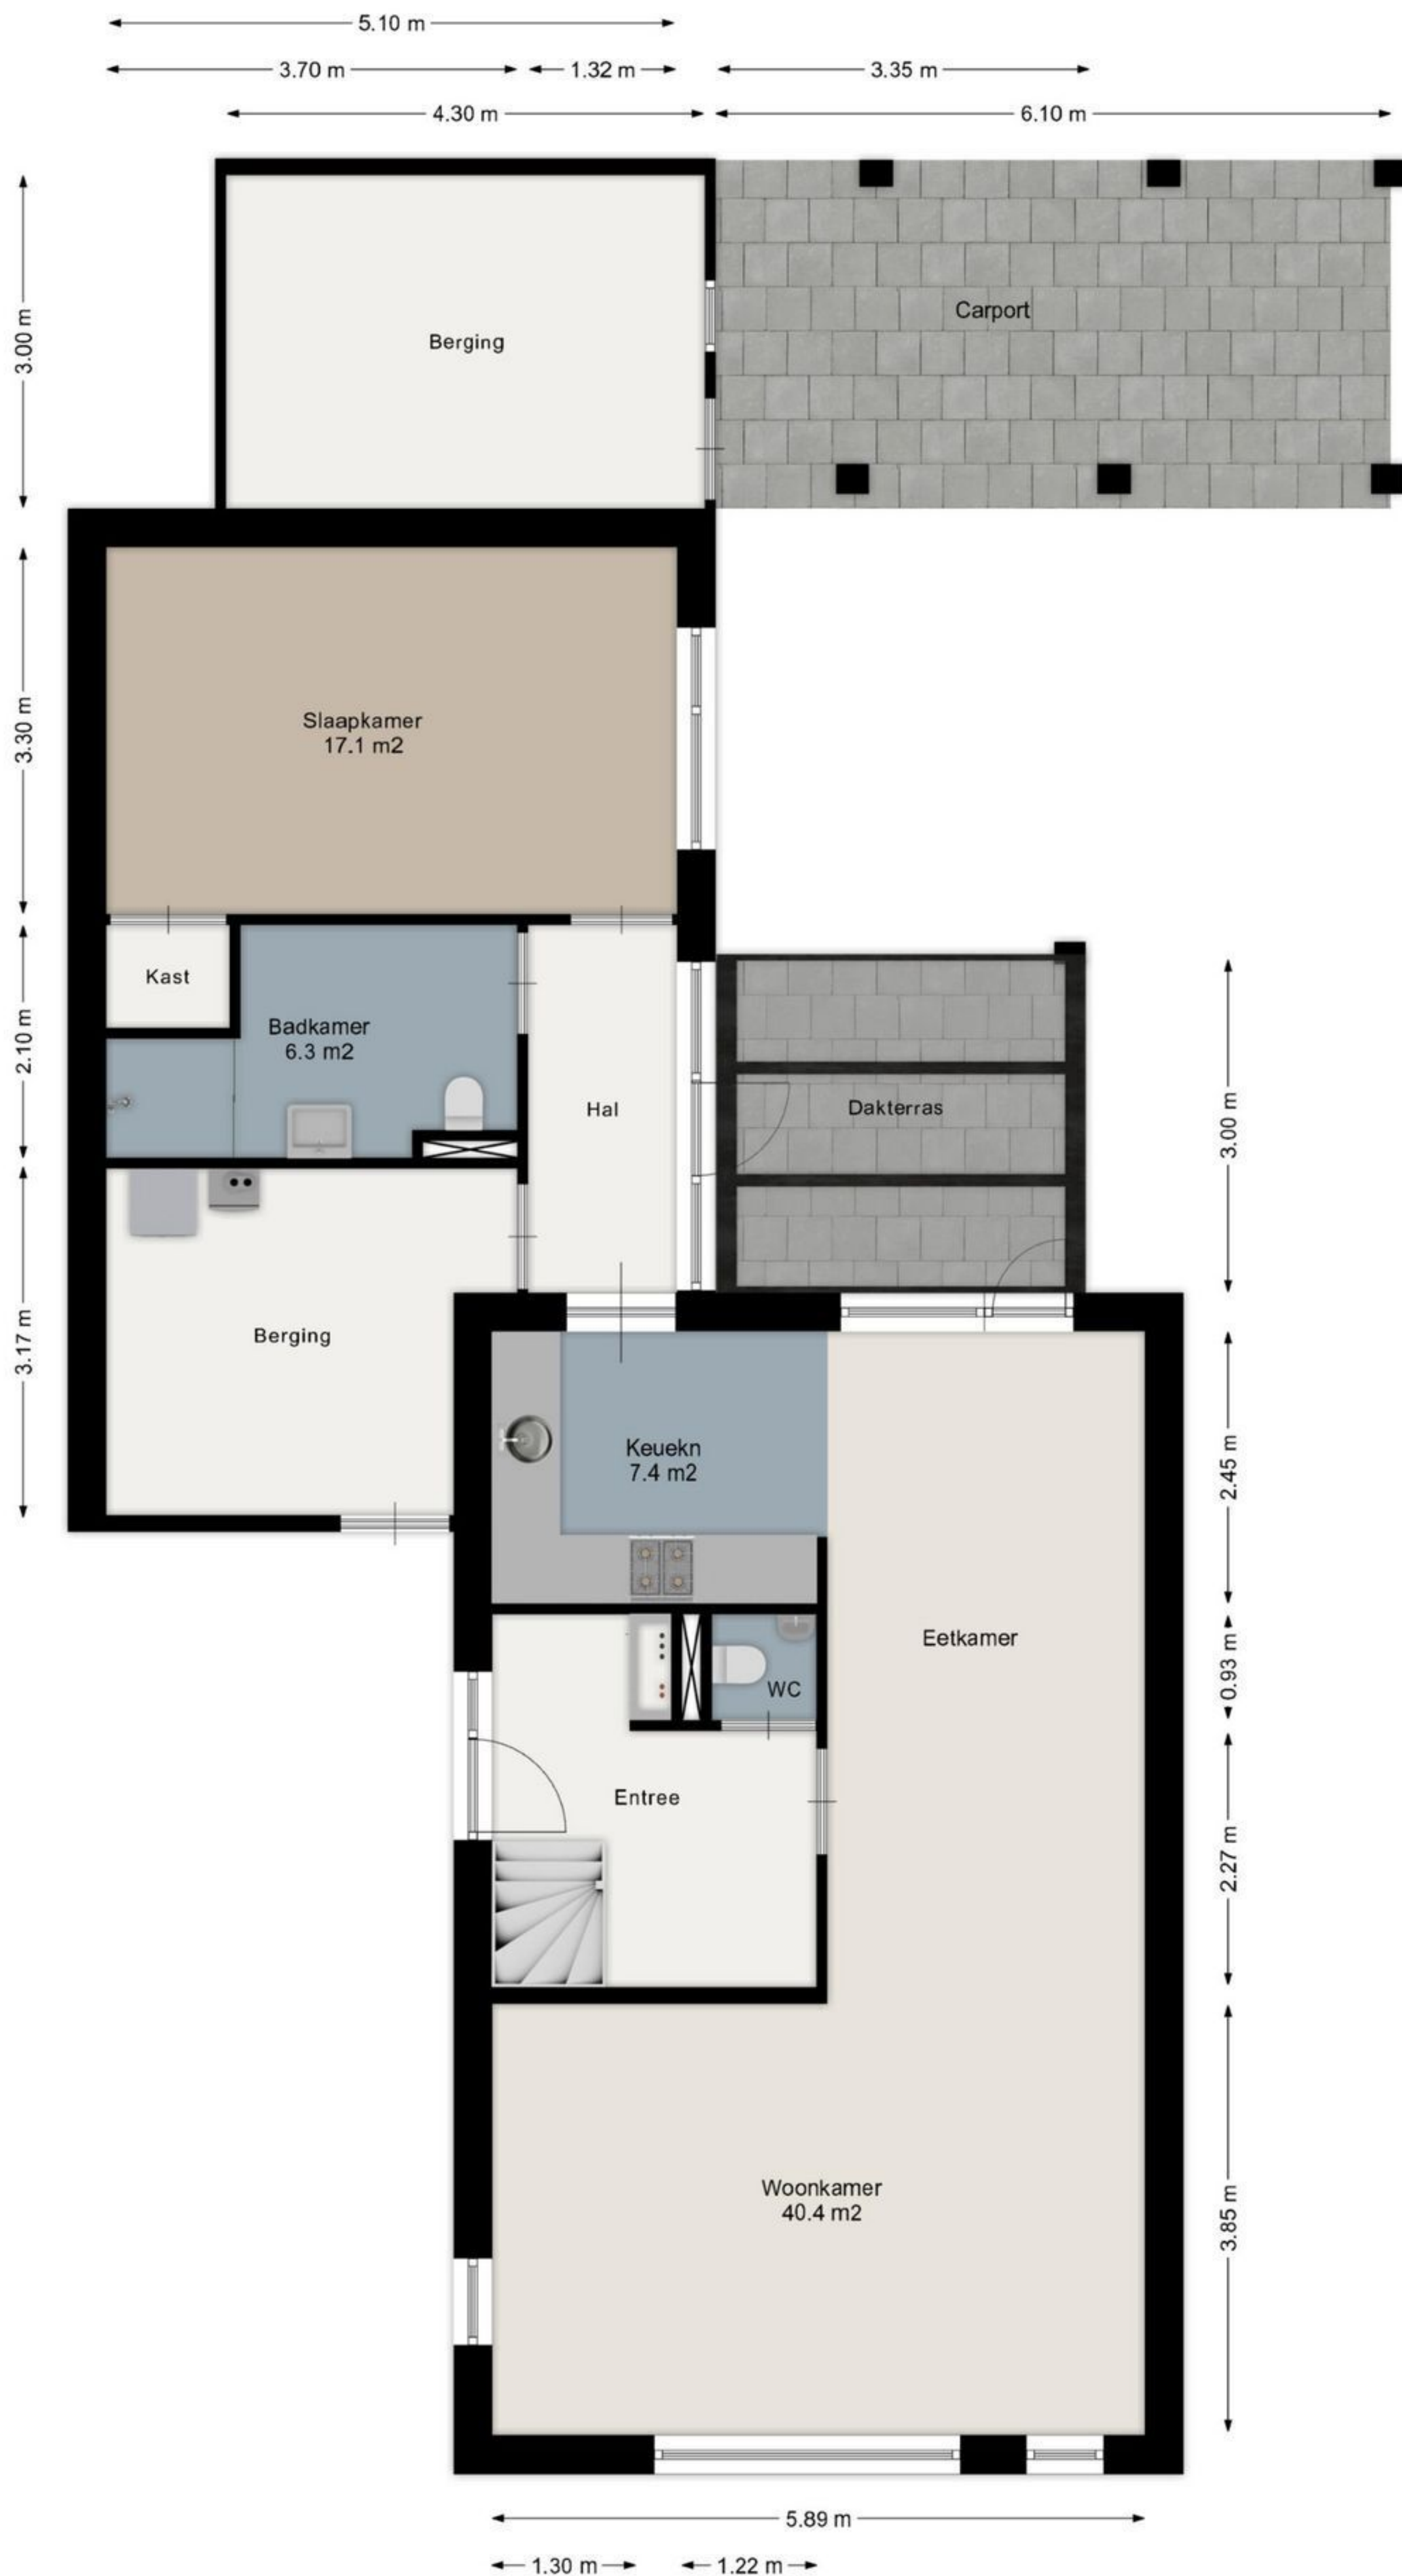 5.10 m
3.70 m
1.32 m
3.35 m
4.30 m
6.10 m
3.00 m
Berging
Carport
3.30 m
Slaapkamer
17.1 m2
2.10 m
Kast
Badkamer
6.3 m2
Hal
Dakterras
3.00 m
3.17 m
Berging
Keuekn
7.4 m2
2.45 m
Eetkamer
0.93 m
WC
Entree
2.27 m
Woonkamer
40.4 m2
3.85 m
5.89 m
1.30 m
1.22 m